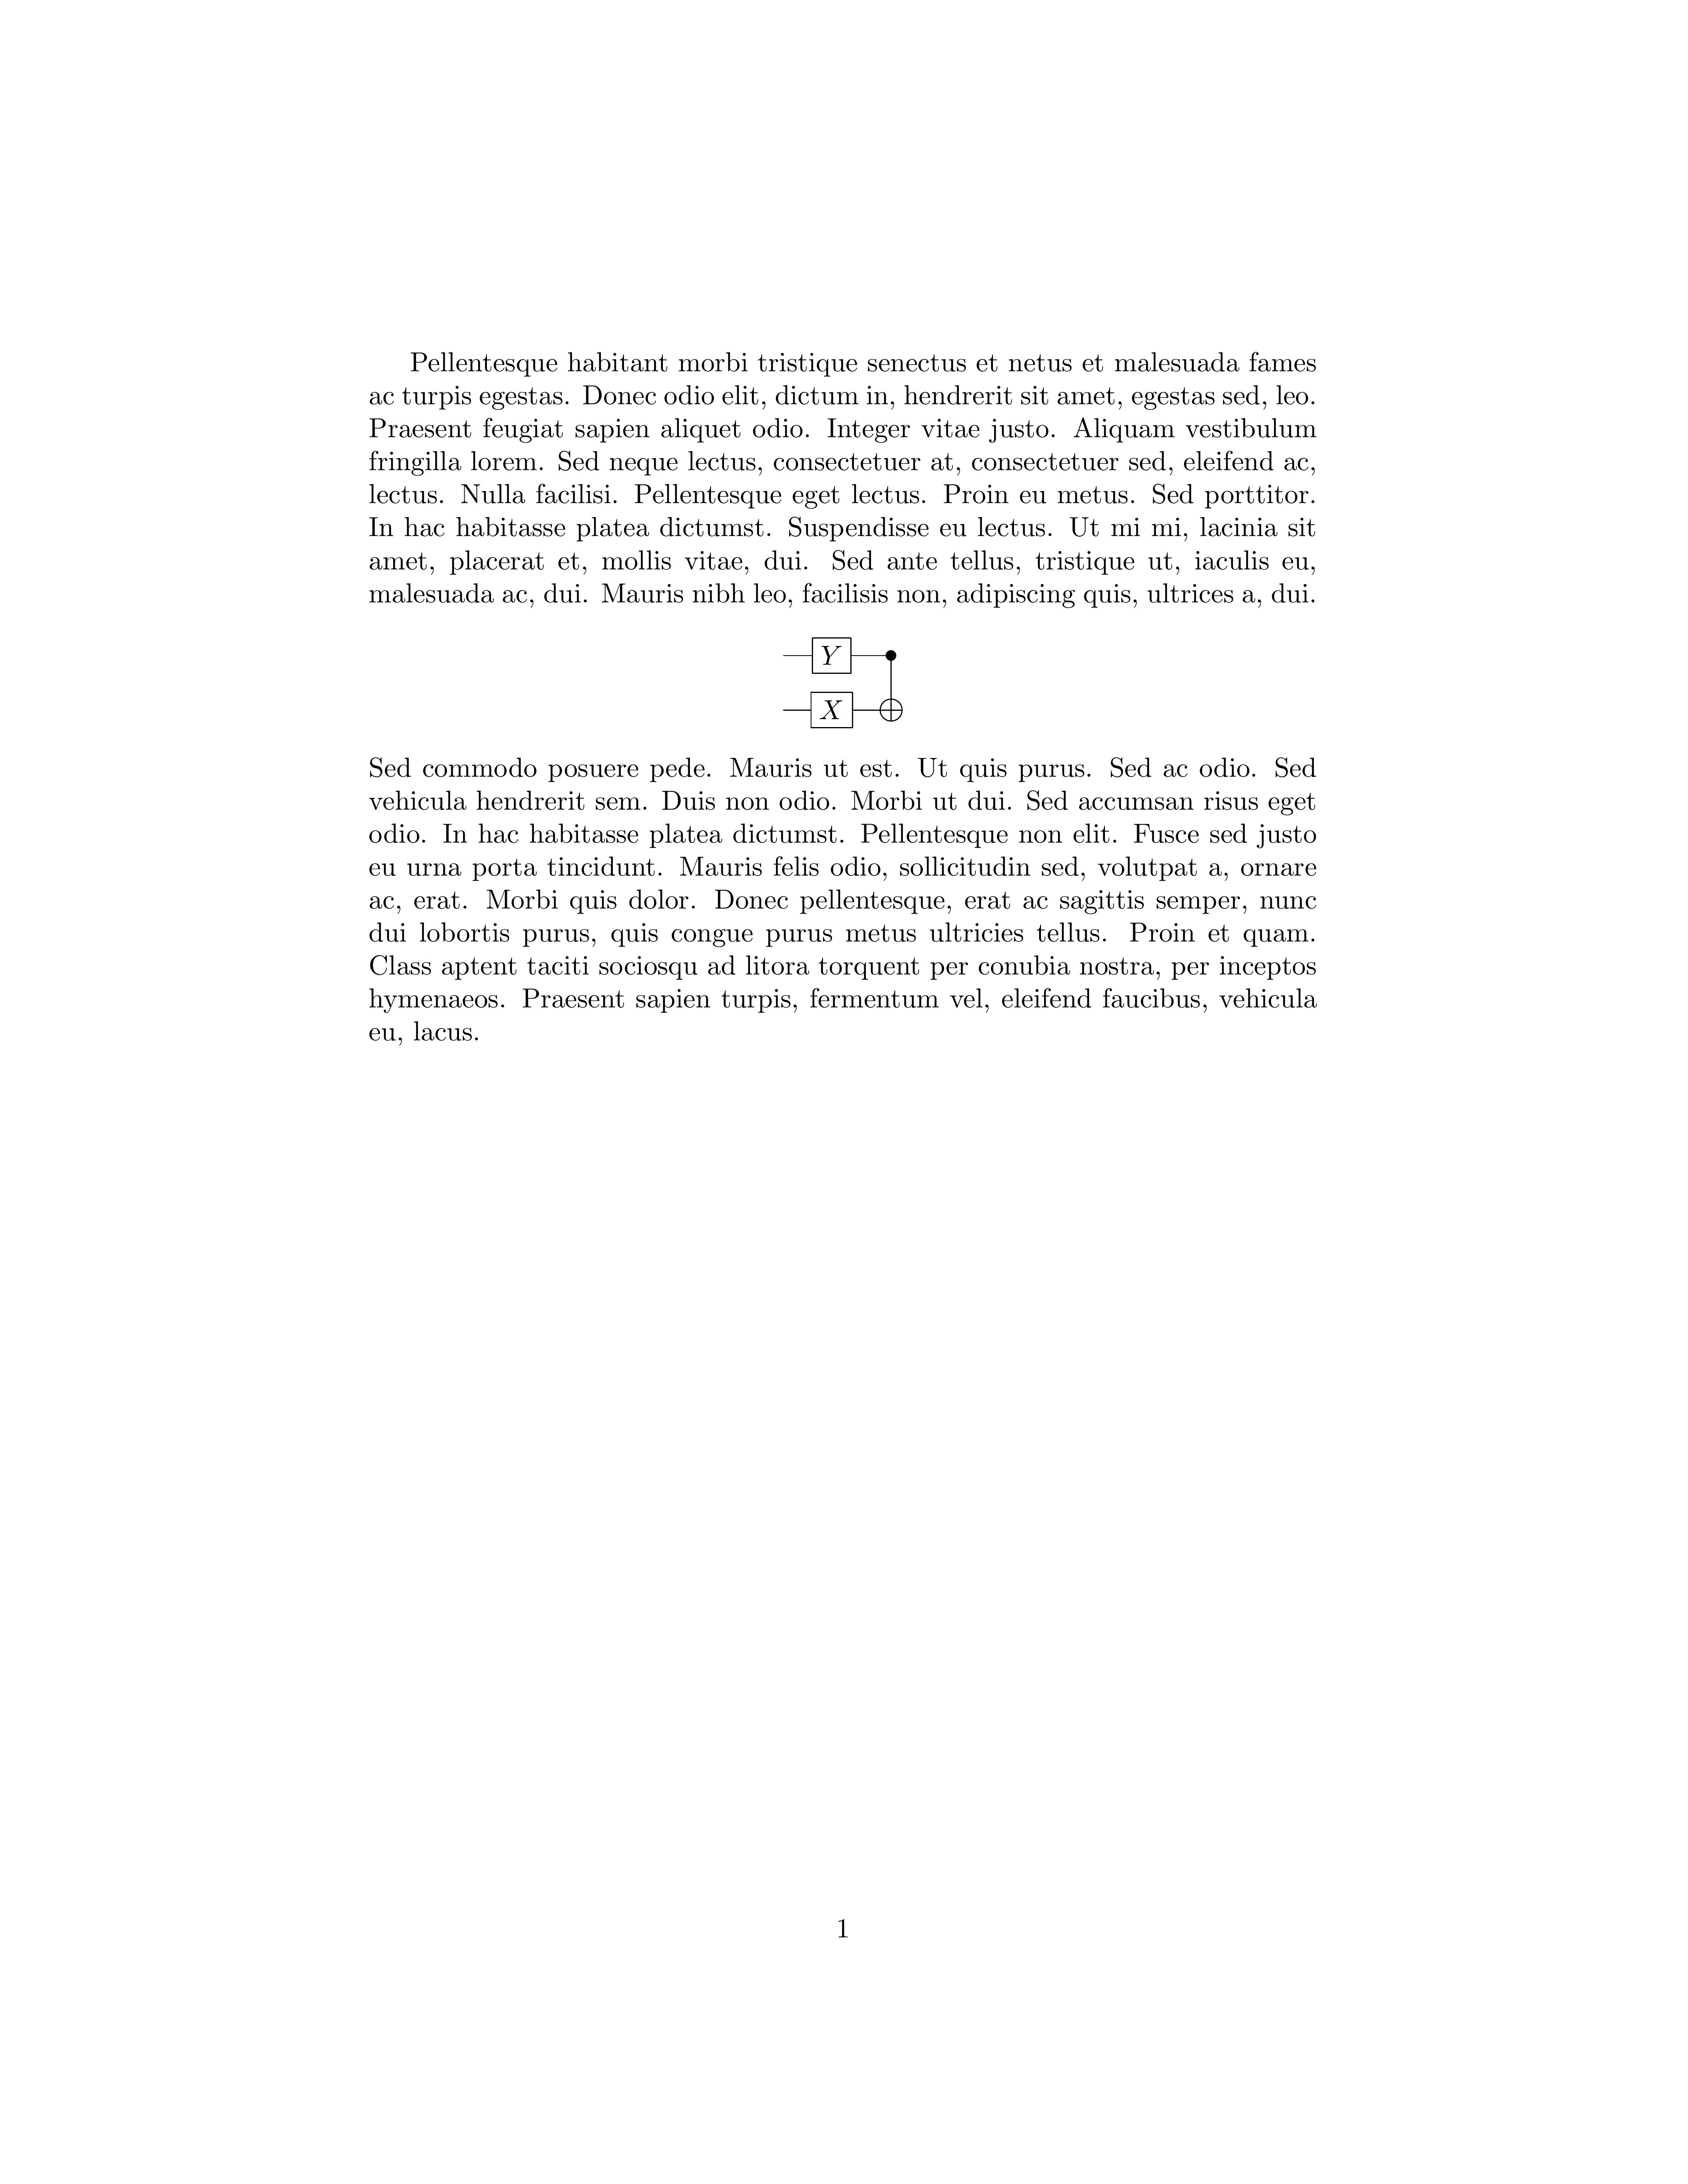 Pellentesque habitant morbi tristique senectus et netus et malesuada fames
ac turpis egestas. Donec odio elit, dictum in, hendrerit sit amet, egestas sed, leo.
Praesent feugiat sapien aliquet odio. Integer vitae justo. Aliquam vestibulum
fringilla lorem. Sed neque lectus, consectetuer at, consectetuer sed, eleifend ac,
lectus. Nulla facilisi. Pellentesque eget lectus. Proin eu metus. Sed porttitor.
In hac habitasse platea dictumst. Suspendisse eu lectus. Ut mi mi, lacinia sit
amet, placerat et, mollis vitae, dui. Sed ante tellus, tristique ut, iaculis eu,
malesuada ac, dui. Mauris nibh leo, facilisis non, adipiscing quis, ultrices a, dui.
Y
X
Sed commodo posuere pede. Mauris ut est. Ut quis purus. Sed ac odio. Sed
vehicula hendrerit sem. Duis non odio. Morbi ut dui. Sed accumsan risus eget
odio. In hac habitasse platea dictumst. Pellentesque non elit. Fusce sed justo
eu urna porta tincidunt. Mauris felis odio, sollicitudin sed, volutpat a, ornare
ac, erat. Morbi quis dolor. Donec pellentesque, erat ac sagittis semper, nunc
dui lobortis purus, quis congue purus metus ultricies tellus. Proin et quam.
Class aptent taciti sociosqu ad litora torquent per conubia nostra, per inceptos
hymenaeos. Praesent sapien turpis, fermentum vel, eleifend faucibus, vehicula
eu, lacus.
1